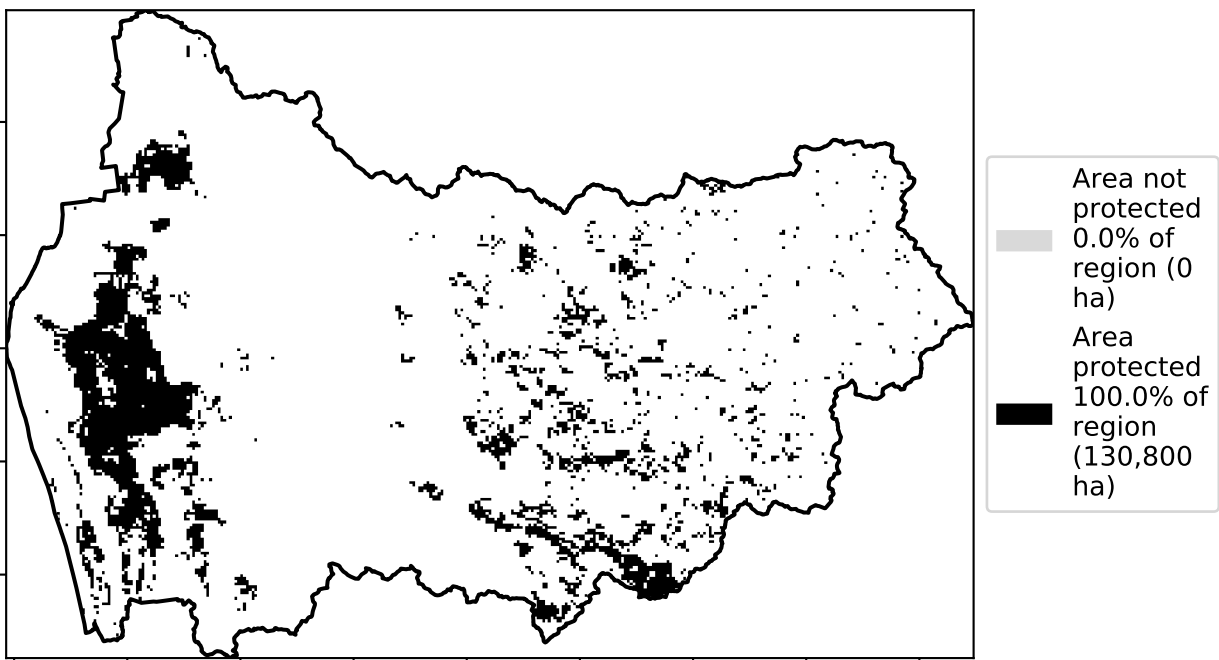 Area not
protected
0.0% of
region (0
ha)
Area
protected
100.0% of
region
(130,800
ha)